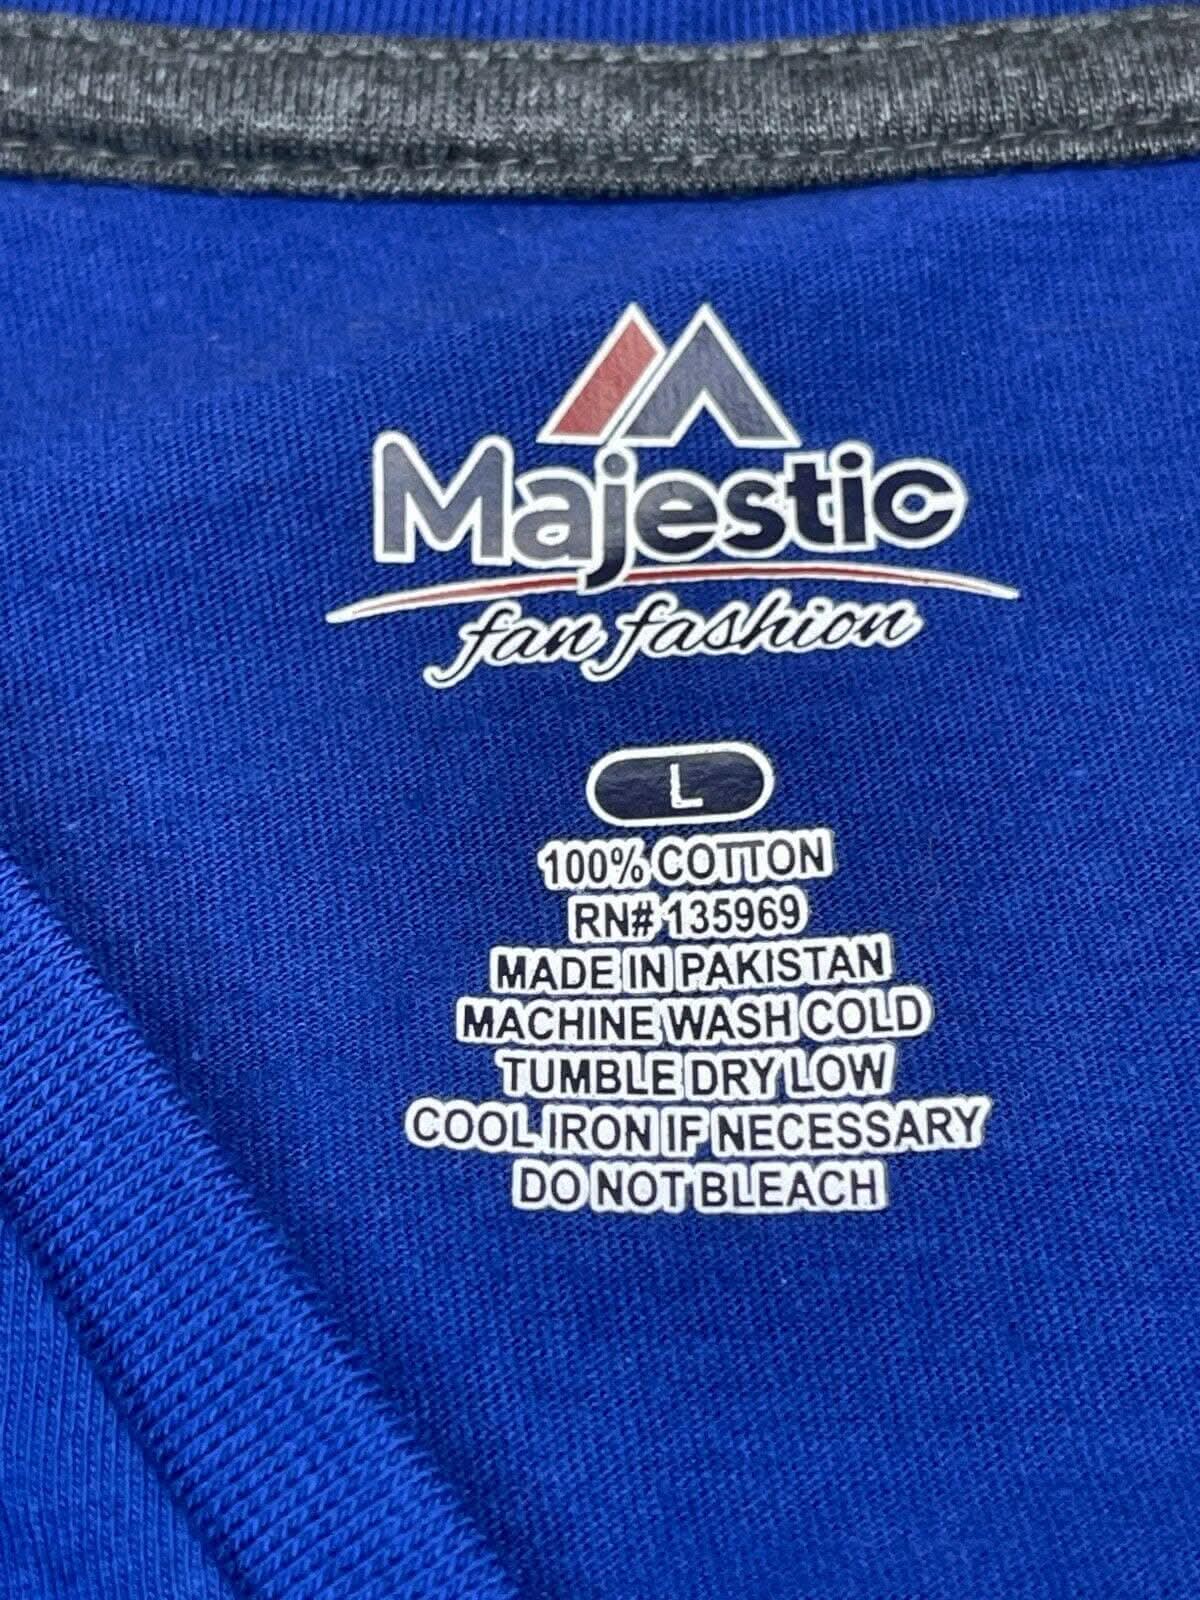 Majestic
fan fashion
L
100% COTTON
RN# 135969
MADE IN PAKISTAN
MACHINE WASH COLD
TUMBLE DRY LOW
COOL IRON IF NECESSARY
DO NOT BLEACH